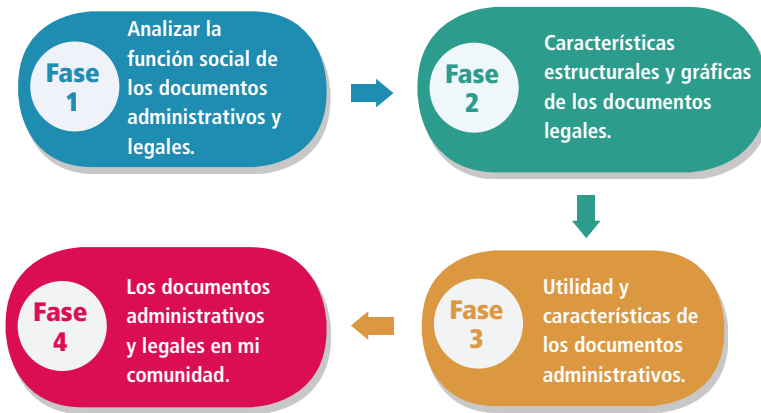 Fase
1
Analizar la
función social de
los documentos
administrativos y
legales.
Fase
2
Características
estructurales y gráficas
de los documentos
legales.
Fase
3
Utilidad y
características de
los documentos
administrativos.
Fase
4
Los documentos
administrativos
y legales en mi
comunidad.